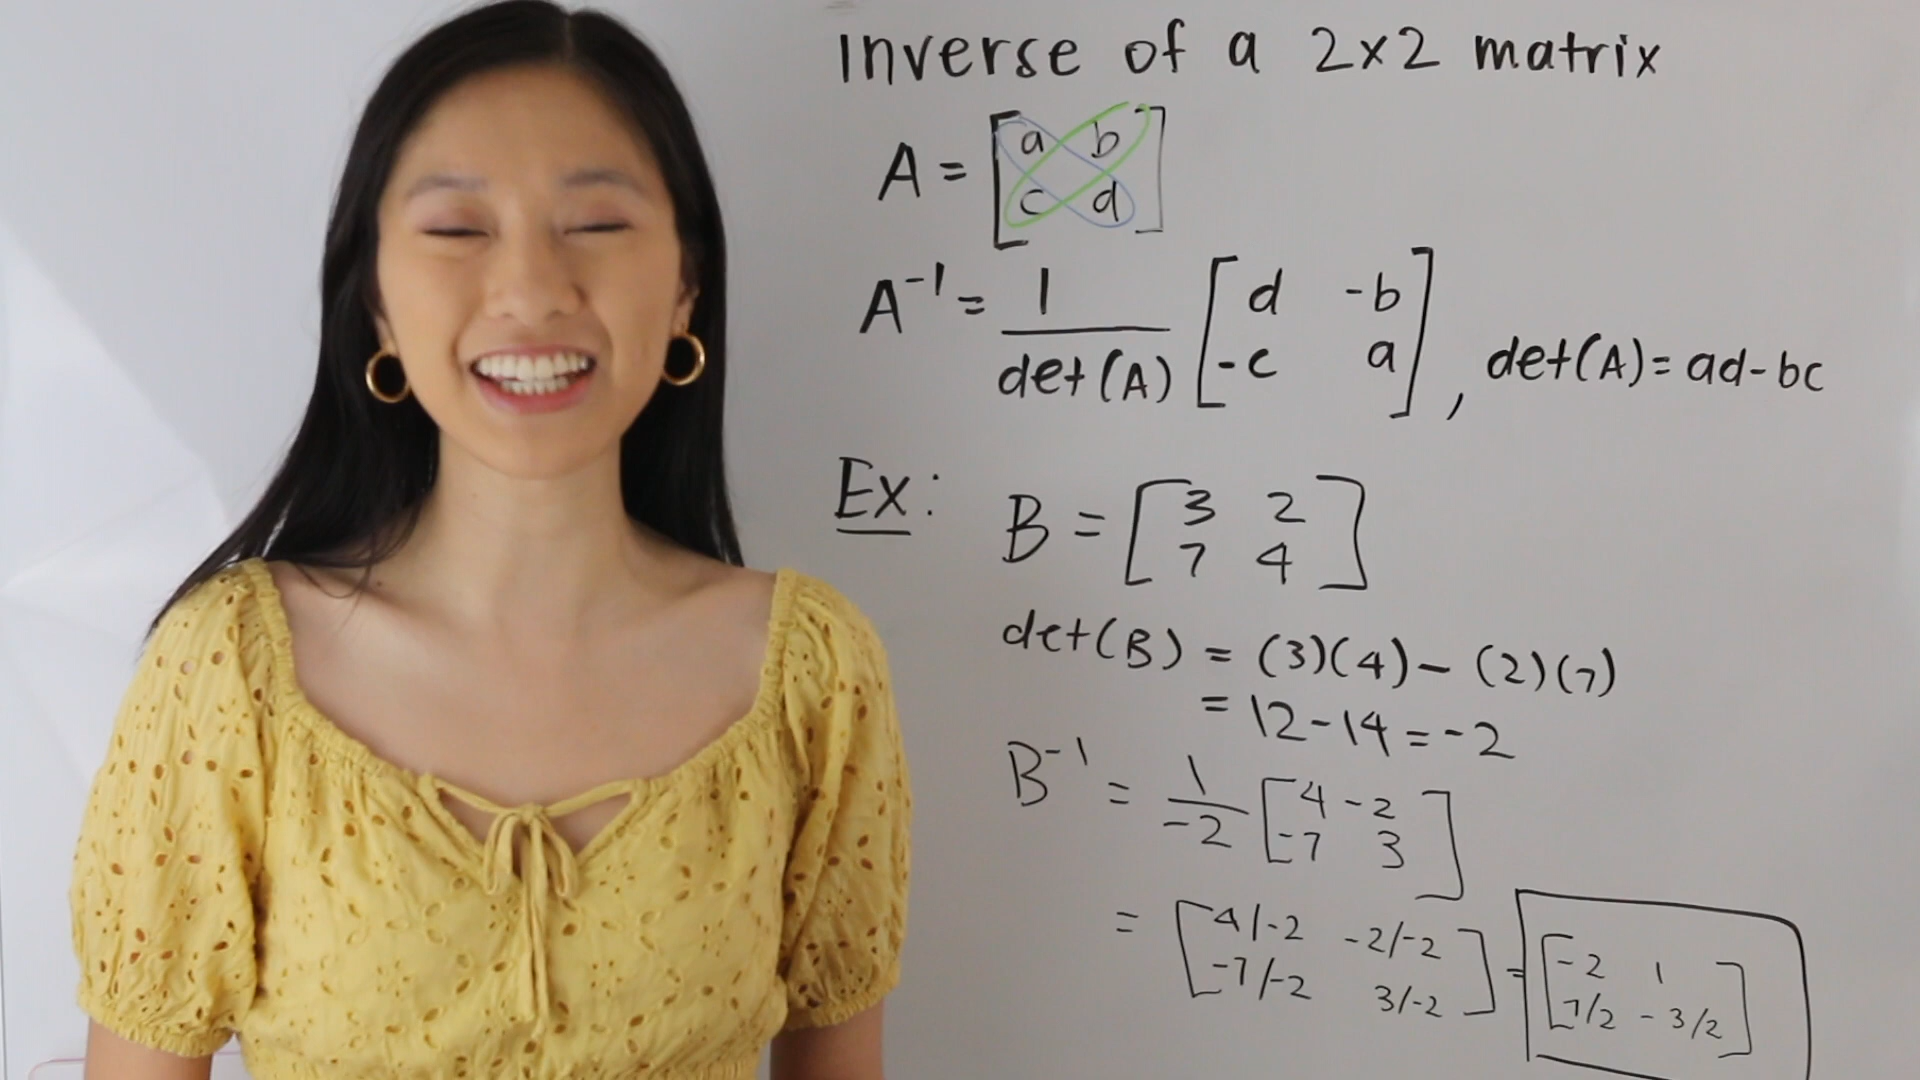 Inverse of a 2x2 matrix
A = [a b
c d]
A⁻¹ = 1/det(A) [d -b
-c a], det(A) = ad - bc
Ex: B = [3 2
7 4]
det(B) = (3)(4) - (2)(7)
= 12 - 14 = -2
B⁻¹ = 1/-2 [4 -2
-7 3]
= [4/-2 -2/-2
-7/-2 3/-2] = [-2 1
7/2 -3/2]